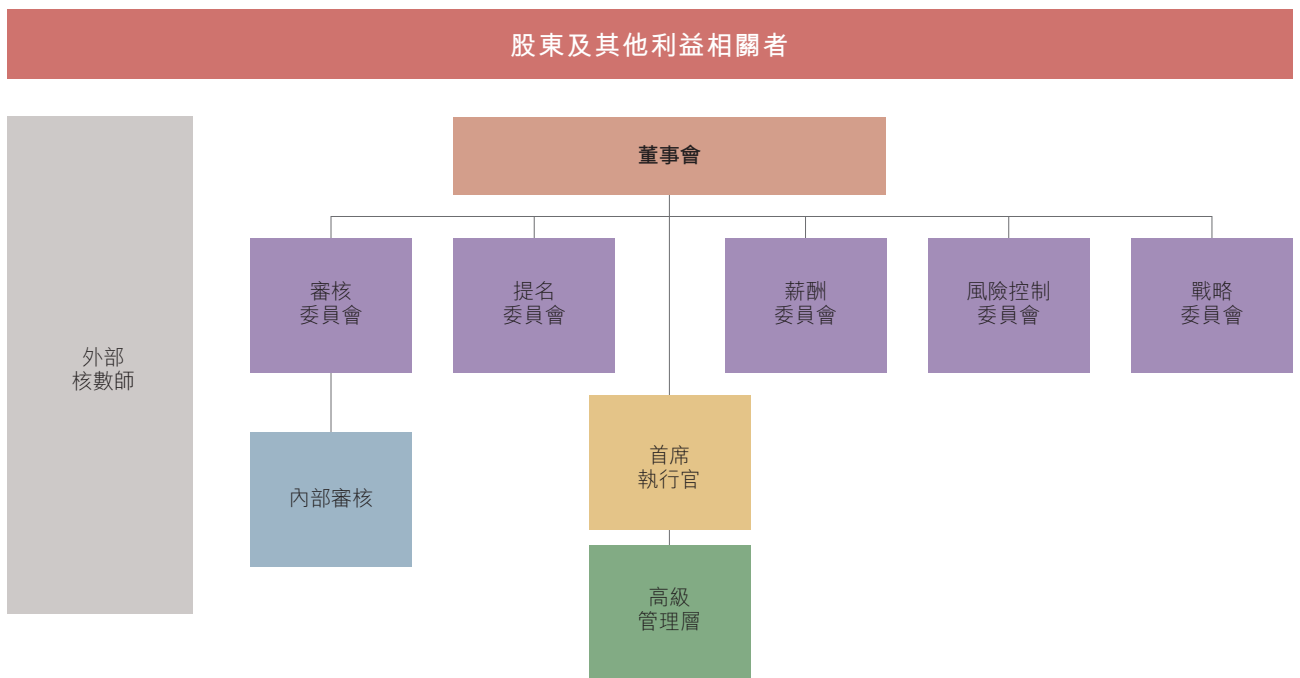 股東及其他利益相關者
外部
核數師
董事會
審核
委員會
提名
委員會
薪酬
委員會
風險控制
委員會
戰略
委員會
內部審核
首席
執行官
高級
管理層